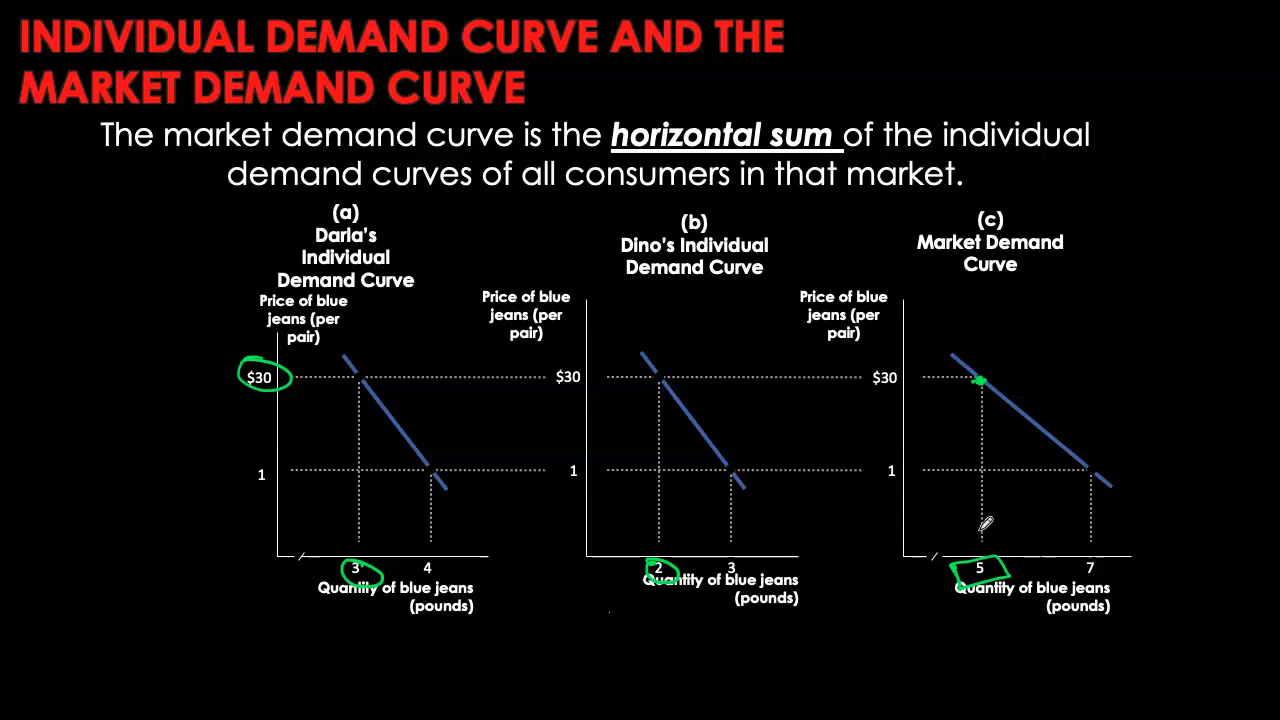 INDIVIDUAL DEMAND CURVE AND THE
MARKET DEMAND CURVE
The market demand curve is the horizontal sum of the individual
demand curves of all consumers in that market.
(a)
Darla's
Individual
Demand Curve
Price of blue
jeans (per
pair)
$30
1
3
4
Quantity of blue jeans
(pounds)
(b)
Dino's Individual
Demand Curve
Price of blue
jeans (per
pair)
$30
1
2
3
Quantity of blue jeans
(pounds)
(c)
Market Demand
Curve
Price of blue
jeans (per
pair)
$30
1
5
7
Quantity of blue jeans
(pounds)